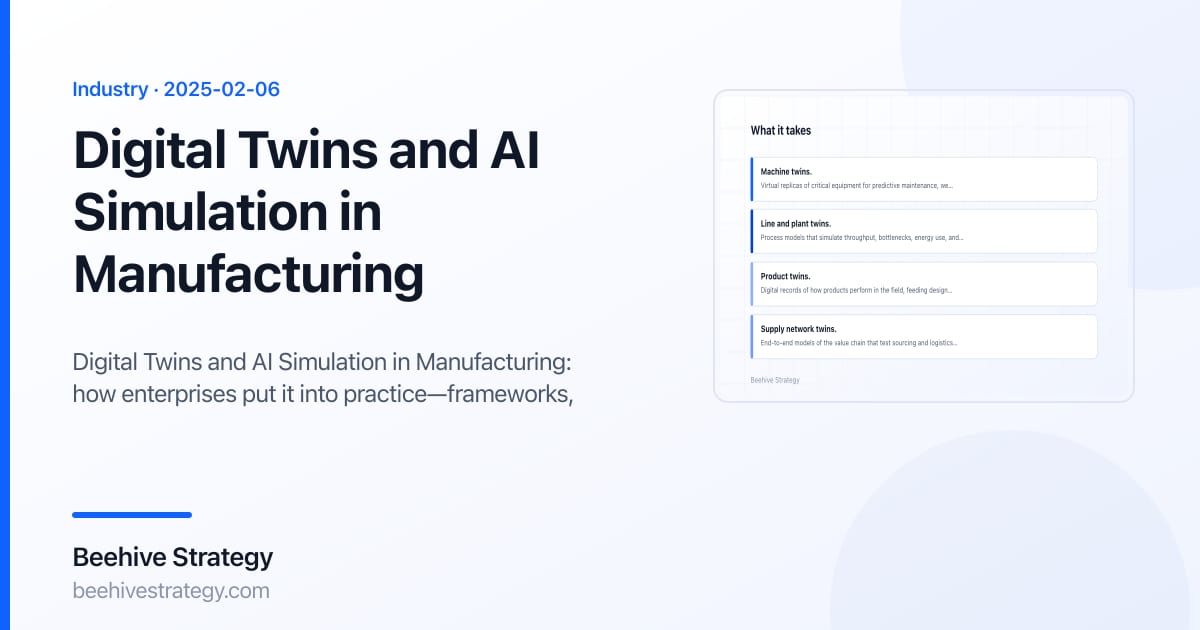 Industry · 2025-02-06
Digital Twins and AI
Simulation in
Manufacturing
Digital Twins and AI Simulation in Manufacturing:
how enterprises put it into practice—frameworks,
Beehive Strategy
beehivestrategy.com
What it takes
Machine twins.
Virtual replicas of critical equipment for predictive maintenance, we...
Line and plant twins.
Process models that simulate throughput, bottlenecks, energy use, and...
Product twins.
Digital records of how products perform in the field, feeding design...
Supply network twins.
End-to-end models of the value chain that test sourcing and logistics...
Beehive Strategy